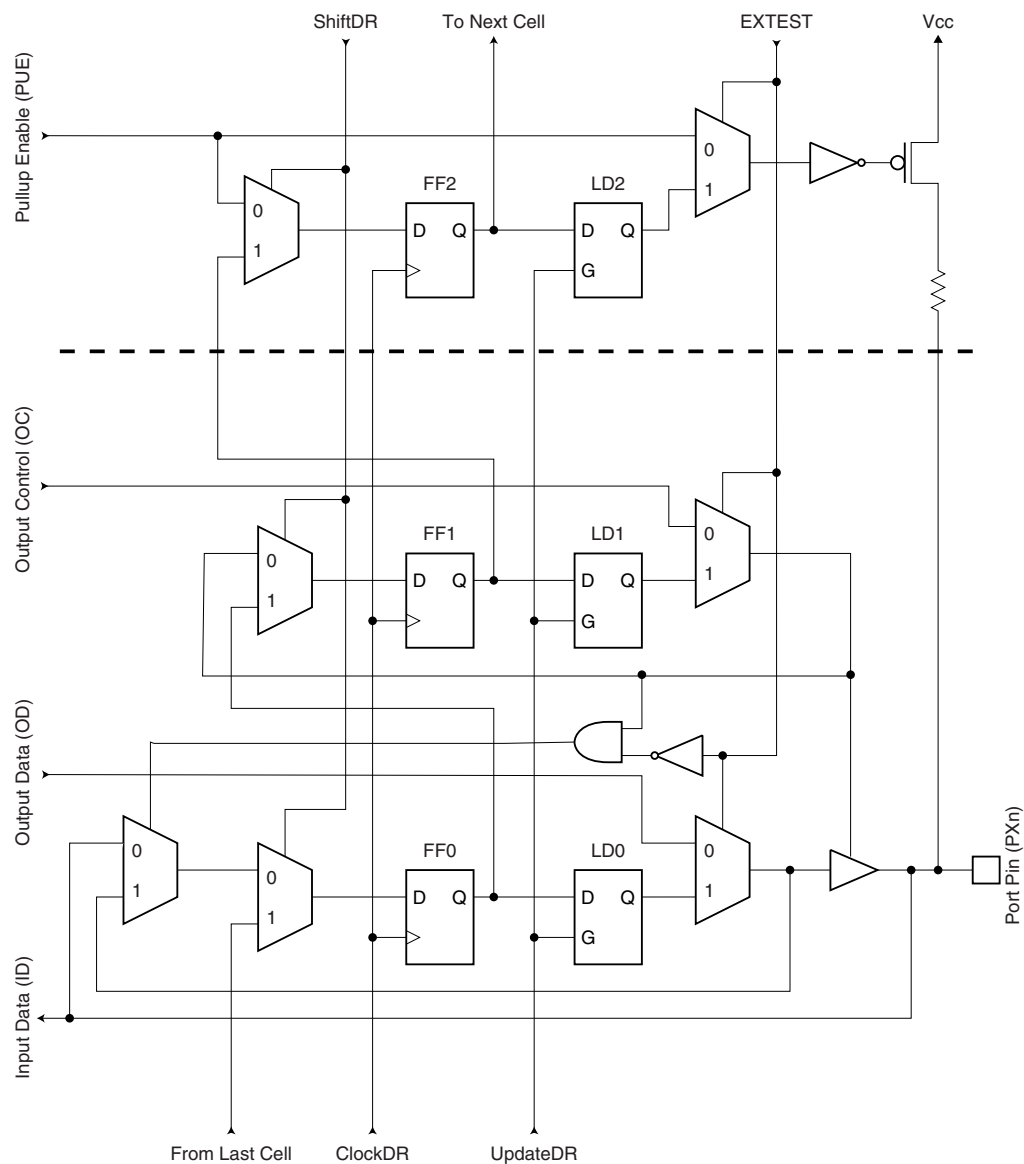 ShiftDR
To Next Cell
EXTEST
Vcc
Pullup Enable (PUE)
0
1
FF2
D Q
LD2
D Q
G
0
1
Output Control (OC)
0
1
FF1
D Q
LD1
D Q
G
0
1
Output Data (OD)
0
1
0
1
FF0
D Q
LD0
D Q
G
0
1
Port Pin (PXn)
Input Data (ID)
From Last Cell
ClockDR
UpdateDR